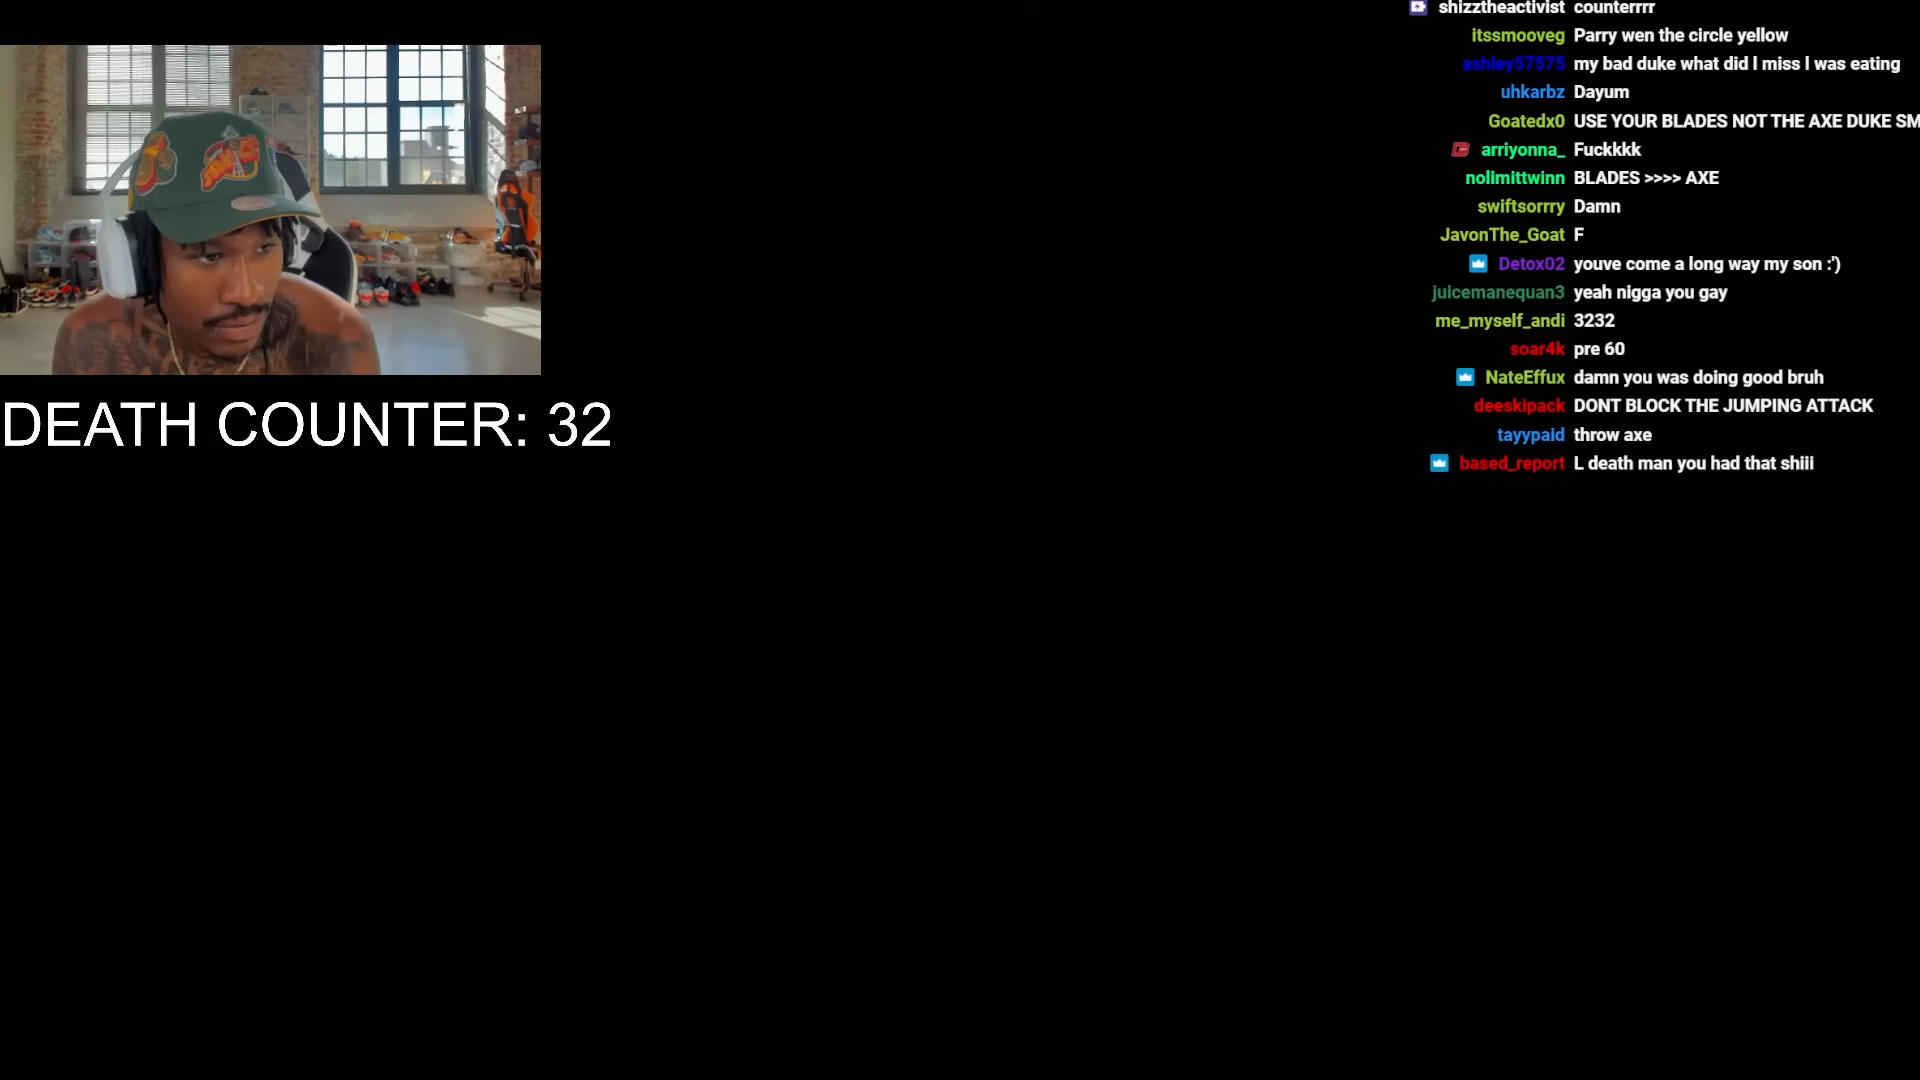 shizztheactivist counterrrr
itssmooveg Parry wen the circle yellow
ashley57575 my bad duke what did I miss I was eating
uhkarbz Dayum
Goatedx0 USE YOUR BLADES NOT THE AXE DUKE SM
arriyonna_ Fuckkkk
nolimittwinn BLADES >>>> AXE
swiftsorrry Damn
JavonThe_Goat F
Detox02 youve come a long way my son :')
juicemanequan3 yeah nigga you gay
me_myself_andi 3232
soar4k pre 60
NateEffux damn you was doing good bruh
deeskipack DONT BLOCK THE JUMPING ATTACK
tayypaid throw axe
based_report L death man you had that shiii
DEATH COUNTER: 32